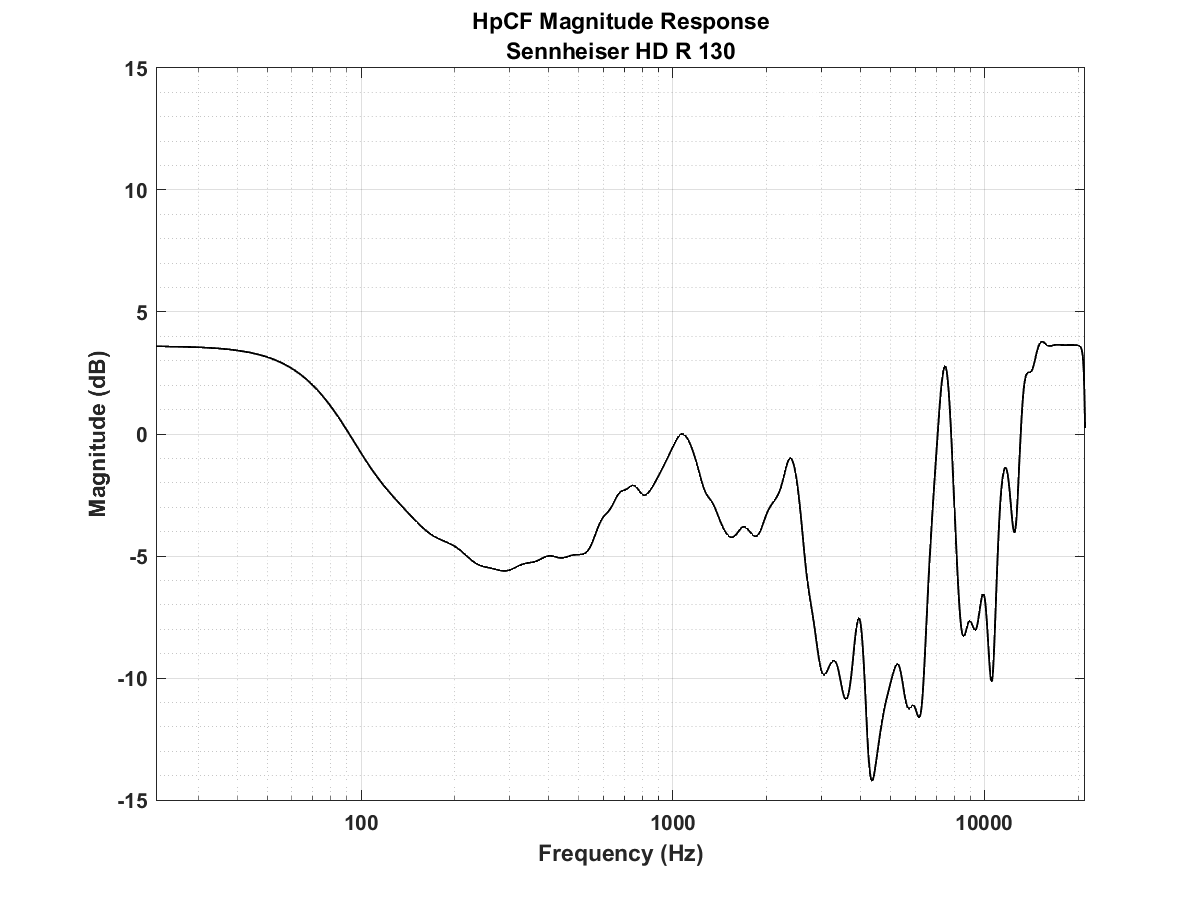 HpCF Magnitude Response
Sennheiser HD R 130
15
10
5
0
-5
-10
-15
Magnitude (dB)
100 1000 10000
Frequency (Hz)